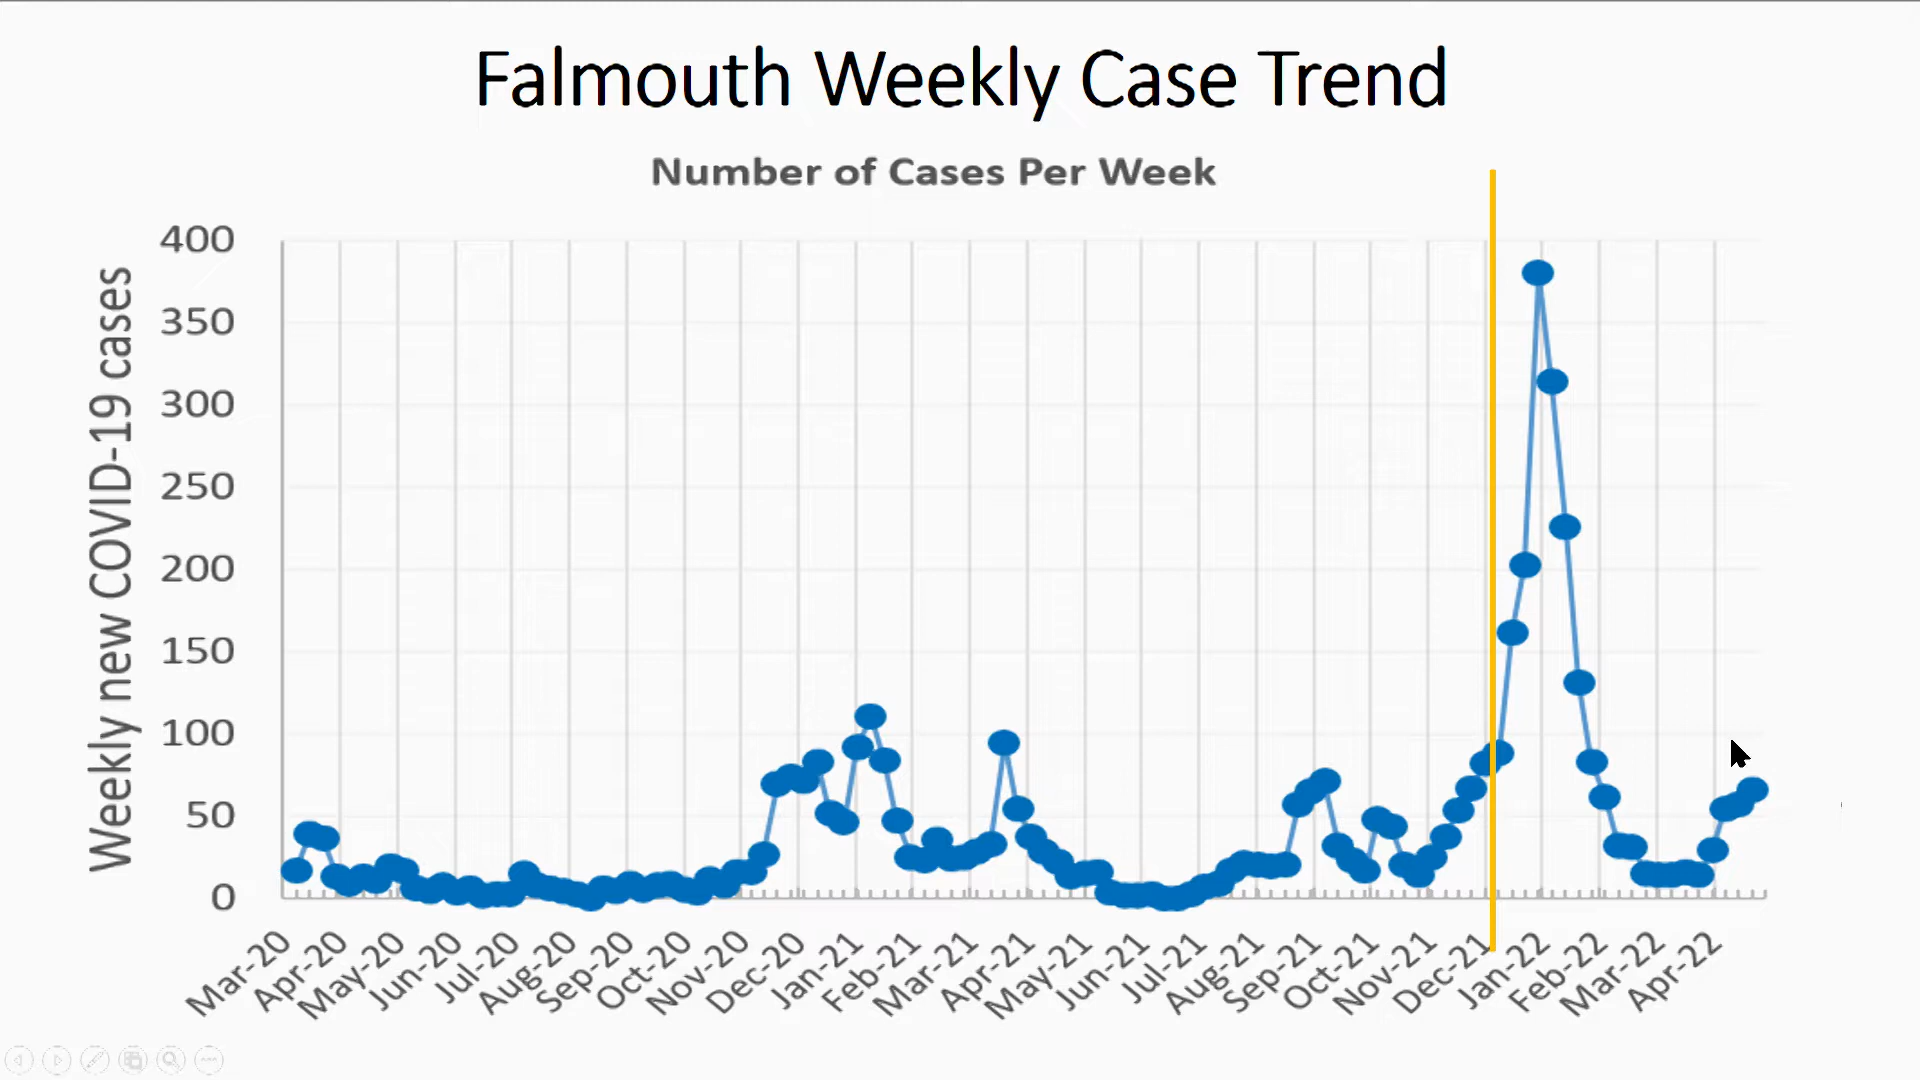 Falmouth Weekly Case Trend
Number of Cases Per Week
Weekly new COVID-19 cases
400
350
300
250
200
150
100
50
0
Mar-20
Apr-20
May-20
Jun-20
Jul-20
Aug-20
Sep-20
Oct-20
Nov-20
Dec-20
Jan-21
Feb-21
Mar-21
Apr-21
May-21
Jun-21
Jul-21
Aug-21
Sep-21
Oct-21
Nov-21
Dec-21
Jan-22
Feb-22
Mar-22
Apr-22